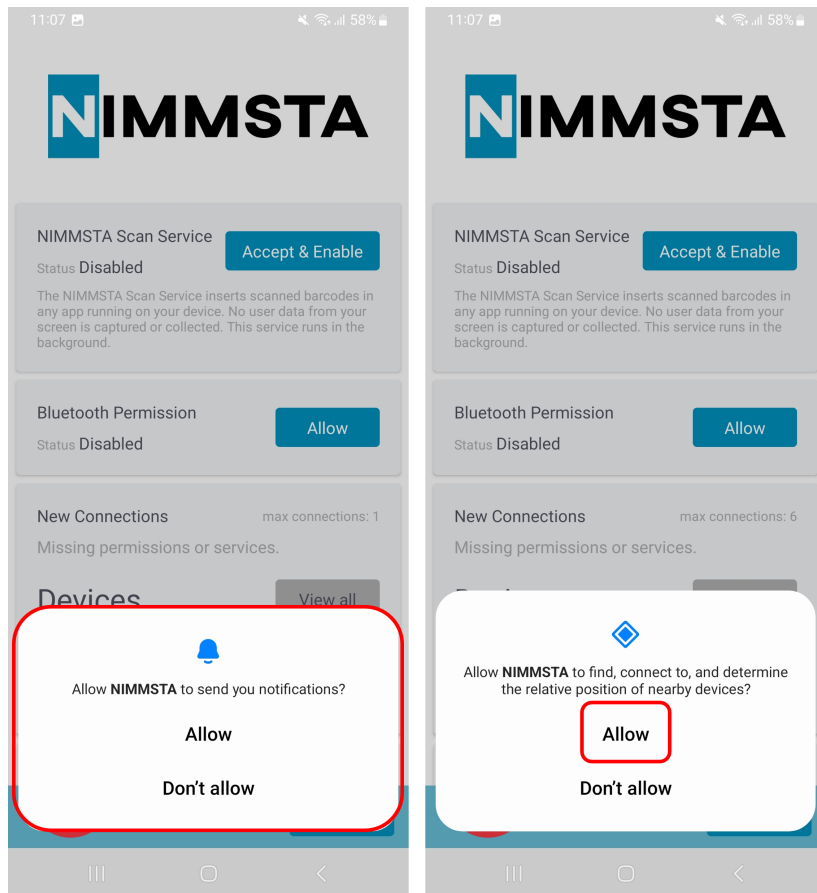 11:07
58%
NIMMSTA
NIMMSTA Scan Service
Accept & Enable
Status Disabled
The NIMMSTA Scan Service inserts scanned barcodes in
any app running on your device. No user data from your
screen is captured or collected. This service runs in the
background.
Bluetooth Permission
Allow
Status Disabled
New Connections
max connections: 1
Missing permissions or services.
Devices
View all
Allow NIMMSTA to send you notifications?
Allow
Don't allow
11:07
58%
NIMMSTA
NIMMSTA Scan Service
Accept & Enable
Status Disabled
The NIMMSTA Scan Service inserts scanned barcodes in
any app running on your device. No user data from your
screen is captured or collected. This service runs in the
background.
Bluetooth Permission
Allow
Status Disabled
New Connections
max connections: 6
Missing permissions or services.
Allow NIMMSTA to find, connect to, and determine
the relative position of nearby devices?
Allow
Don't allow